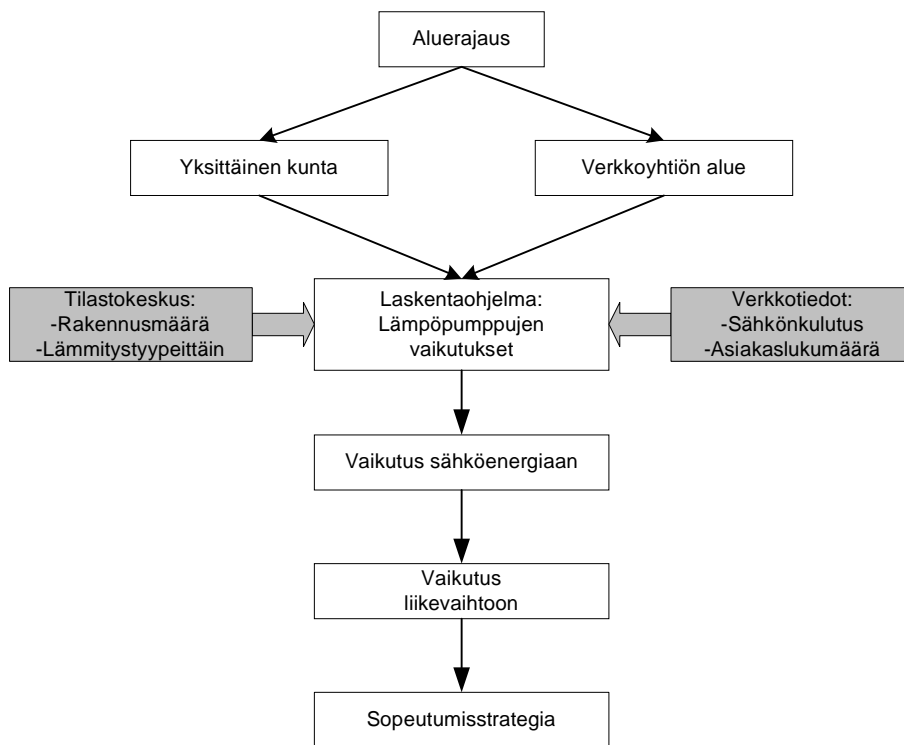 Aluerajaus
Yksittäinen kunta
Verkkoyhtiön alue
Tilastokeskus:
-Rakennusmäärä
-Lämmitystyypeittäin
Laskentaohjelma:
Lämpöpumppujen
vaikutukset
Verkkotiedot:
-Sähkönkulutus
-Asiakaslukumäärä
Vaikutus sähköenergiaan
Vaikutus
liikevaihtoon
Sopeutumisstrategia